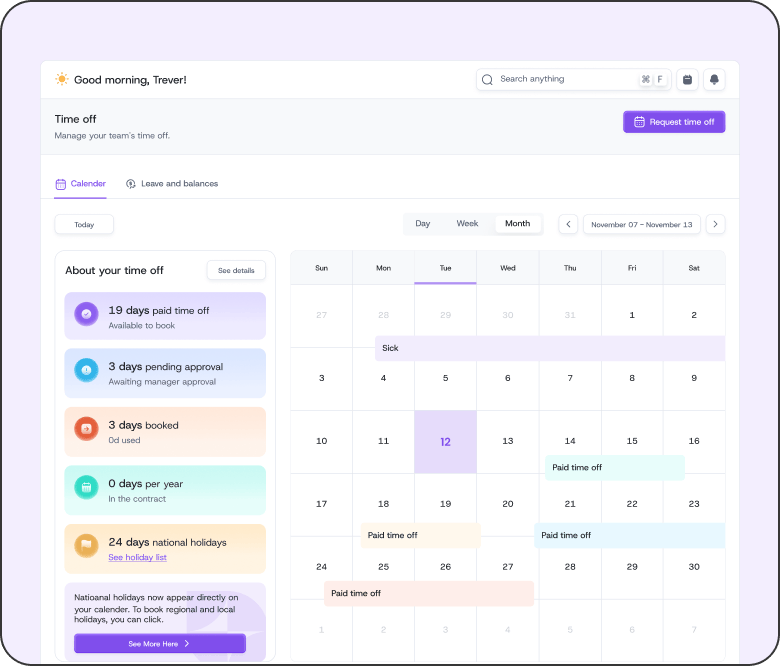 Good morning, Trever!
Search anything
⌘ F
Time off
Manage your team's time off.
Request time off
Calender
Leave and balances
Today
Day Week Month
November 07 - November 13
About your time off
See details
19 days paid time off
Available to book
3 days pending approval
Awaiting manager approval
3 days booked
0d used
0 days per year
In the contract
24 days national holidays
See holiday list
Natioanal holidays now appear directly on
your calender. To book regional and local
holidays, you can click.
See More Here
Sun Mon Tue Wed Thu Fri Sat
27 28 29 30 31 1 2
Sick
3 4 5 6 7 8 9
10 11 12 13 14 15 16
Paid time off
17 18 19 20 21 22 23
Paid time off Paid time off
24 25 26 27 28 29 30
Paid time off
1 2 3 4 5 6 7